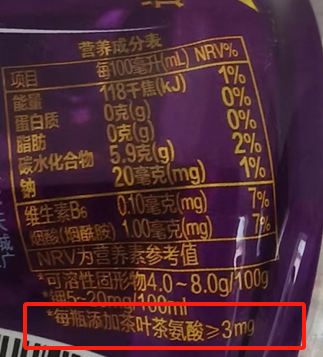 营养成分表
项目 每100毫升(mL) NRV%
能量 118千焦(kJ) 1%
蛋白质 0克(g) 0%
脂肪 0克(g) 0%
碳水化合物 5.9克(g) 2%
钠 20毫克(mg) 1%
维生素B₆ 0.10毫克(mg) 7%
烟酸(烟酰胺) 1.00毫克(mg) 7%
NRV为营养素参考值
*可溶性固形物4.0~8.0g/100g
*钾5~20mg/100ml
*每瓶添加茶叶茶氨酸≥3mg